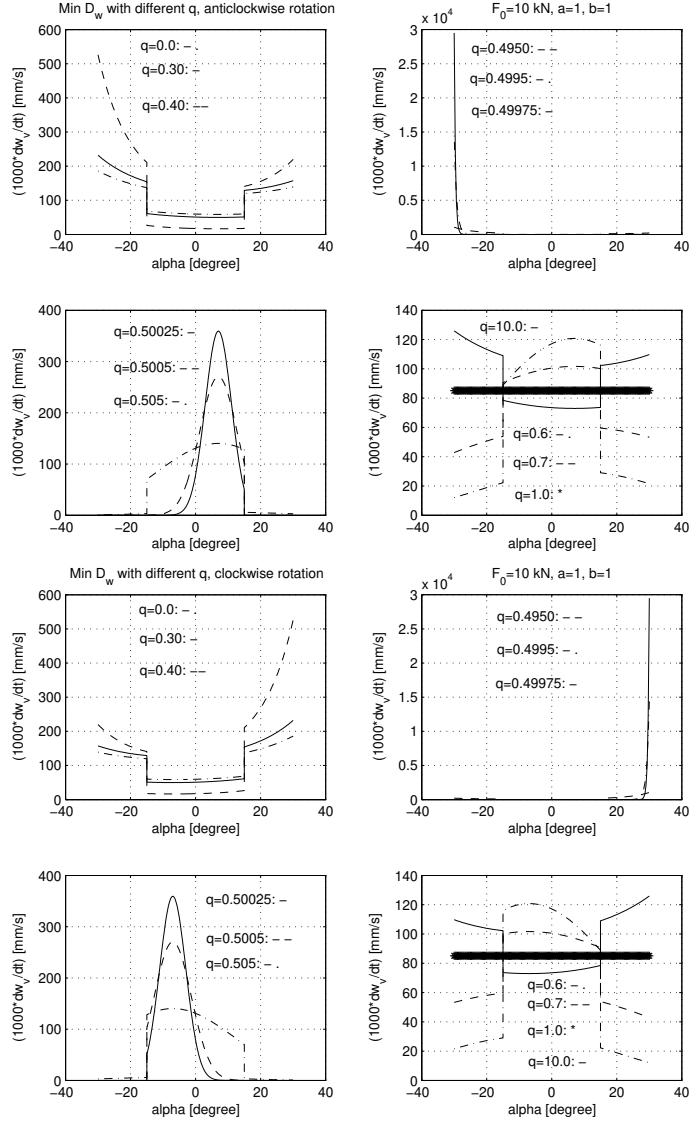 Min D_w with different q, anticlockwise rotation
600
500
400
300
200
100
0
−40 −20 0 20 40
(1000*dw_v/dt) [mm/s]
alpha [degree]
q=0.0: − .
q=0.30: −
q=0.40: −−
F_0=10 kN, a=1, b=1
x 10^4
3
2.5
2
1.5
1
0.5
0
−40 −20 0 20 40
(1000*dw_v/dt) [mm/s]
alpha [degree]
q=0.4950: − −
q=0.4995: − .
q=0.49975: −
400
300
200
100
0
−40 −20 0 20 40
(1000*dw_v/dt) [mm/s]
alpha [degree]
q=0.50025: −
q=0.5005: − −
q=0.505: − .
140
120
100
80
60
40
20
0
−40 −20 0 20 40
(1000*dw_v/dt) [mm/s]
alpha [degree]
q=10.0: −
q=0.6: − .
q=0.7: − −
q=1.0: *
Min D_w with different q, clockwise rotation
600
500
400
300
200
100
0
−40 −20 0 20 40
(1000*dw_v/dt) [mm/s]
alpha [degree]
q=0.0: − .
q=0.30: −
q=0.40: −−
F_0=10 kN, a=1, b=1
x 10^4
3
2.5
2
1.5
1
0.5
0
−40 −20 0 20 40
(1000*dw_v/dt) [mm/s]
alpha [degree]
q=0.4950: − −
q=0.4995: − .
q=0.49975: −
400
300
200
100
0
−40 −20 0 20 40
(1000*dw_v/dt) [mm/s]
alpha [degree]
q=0.50025: −
q=0.5005: − −
q=0.505: − .
140
120
100
80
60
40
20
0
−40 −20 0 20 40
(1000*dw_v/dt) [mm/s]
alpha [degree]
q=0.6: − .
q=0.7: − −
q=1.0: *
q=10.0: −